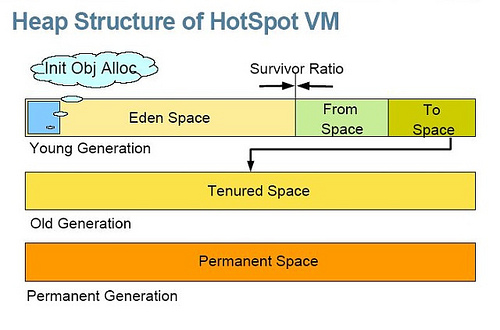 Heap Structure of HotSpot VM
Init Obj Alloc
Survivor Ratio
Eden Space
From
Space
To
Space
Young Generation
Tenured Space
Old Generation
Permanent Space
Permanent Generation